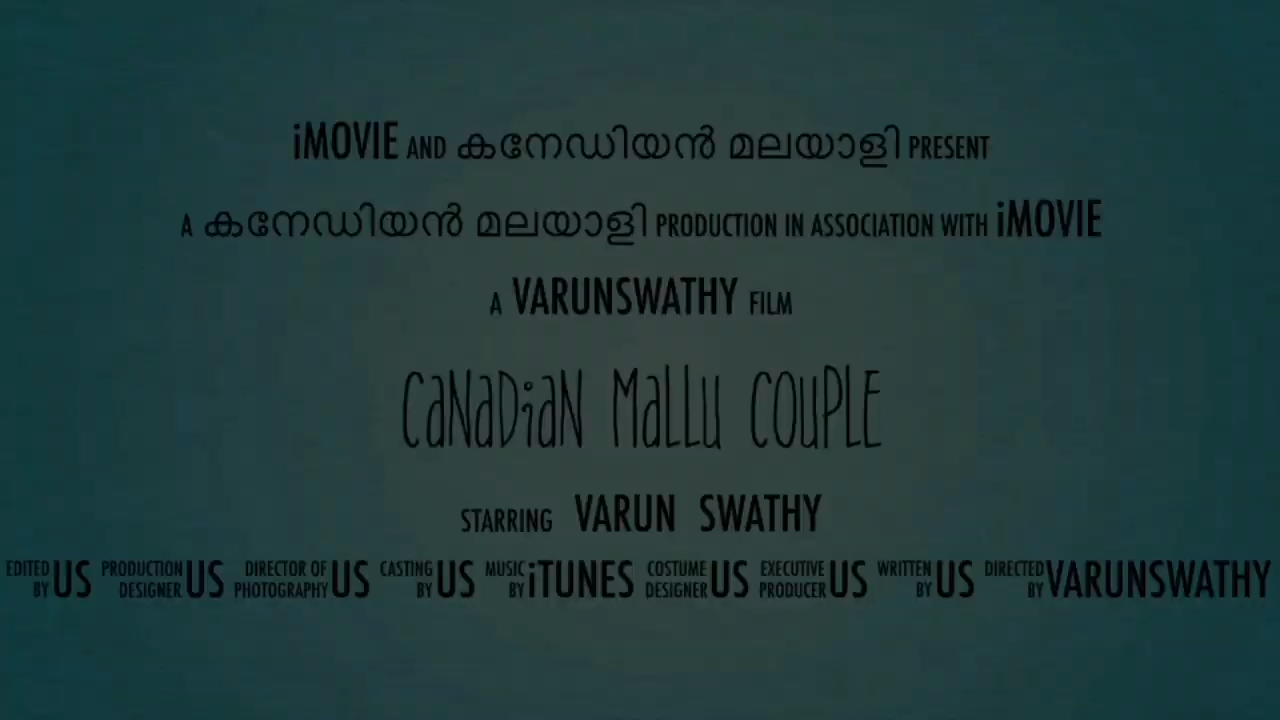 iMOVIE AND കനേഡിയൻ മലയാളി PRESENT
A കനേഡിയൻ മലയാളി PRODUCTION IN ASSOCIATION WITH iMOVIE
A VARUNSWATHY FILM
CaNaDiaN MaLLu COuPLE
STARRING VARUN SWATHY
EDITED BY US PRODUCTION DESIGNER US DIRECTOR OF PHOTOGRAPHY US CASTING BY US MUSIC BY iTUNES COSTUME DESIGNER US EXECUTIVE PRODUCER US WRITTEN BY US DIRECTED BY VARUNSWATHY